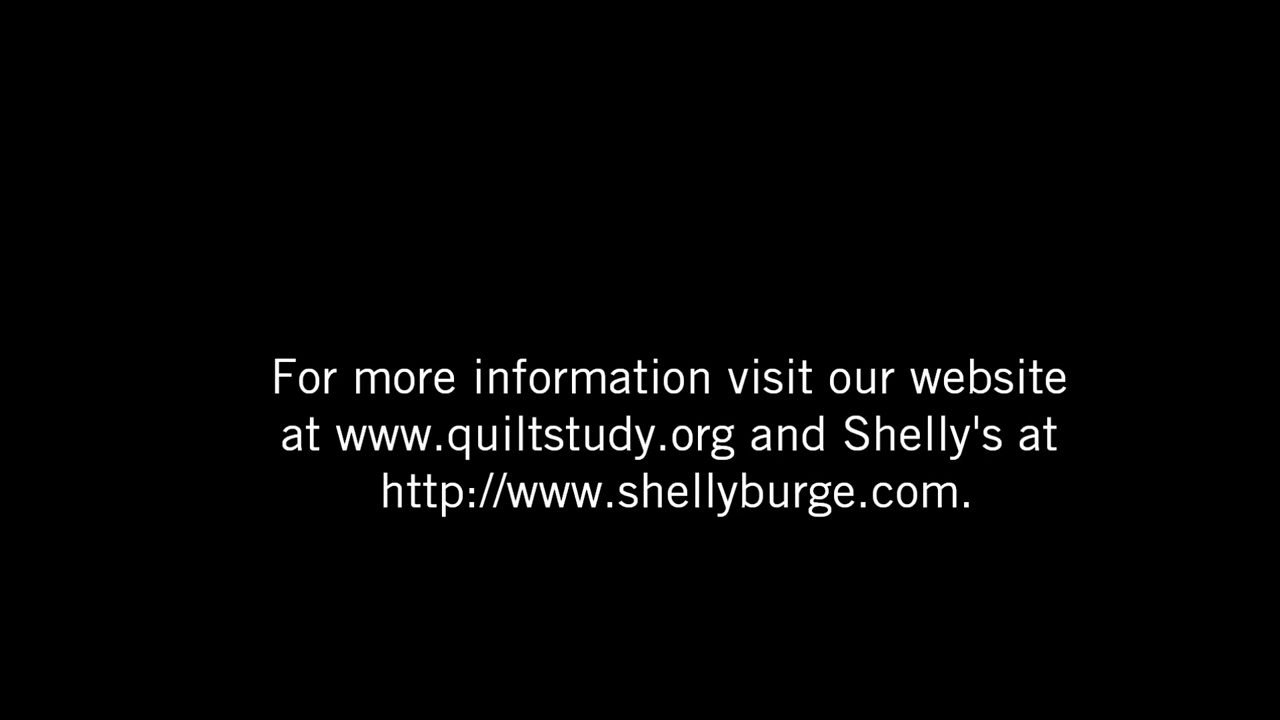 For more information visit our website
at www.quiltstudy.org and Shelly's at
http://www.shellyburge.com.